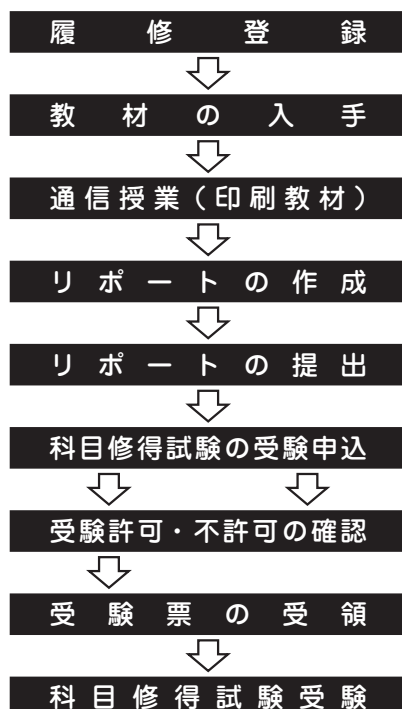 履修登録
教材の入手
通信授業(印刷教材)
リポートの作成
リポートの提出
科目修得試験の受験申込
受験許可・不許可の確認
受験票の受領
科目修得試験受験